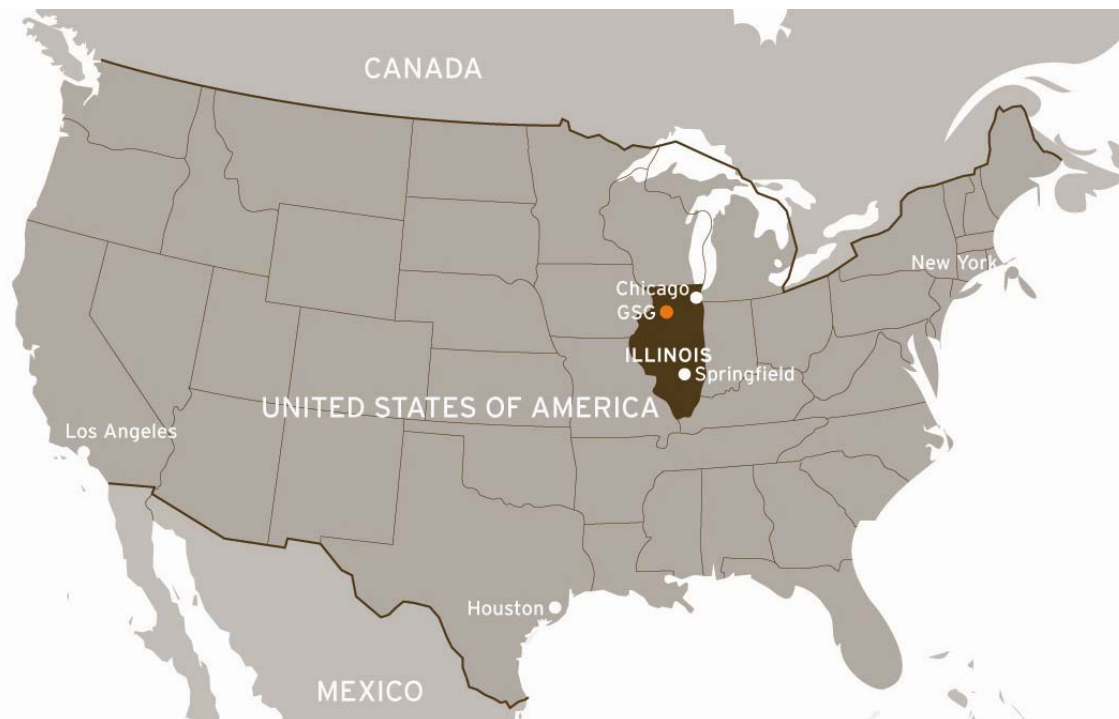 CANADA
New York
Chicago
GSG
ILLINOIS
Springfield
UNITED STATES OF AMERICA
Los Angeles
Houston
MEXICO